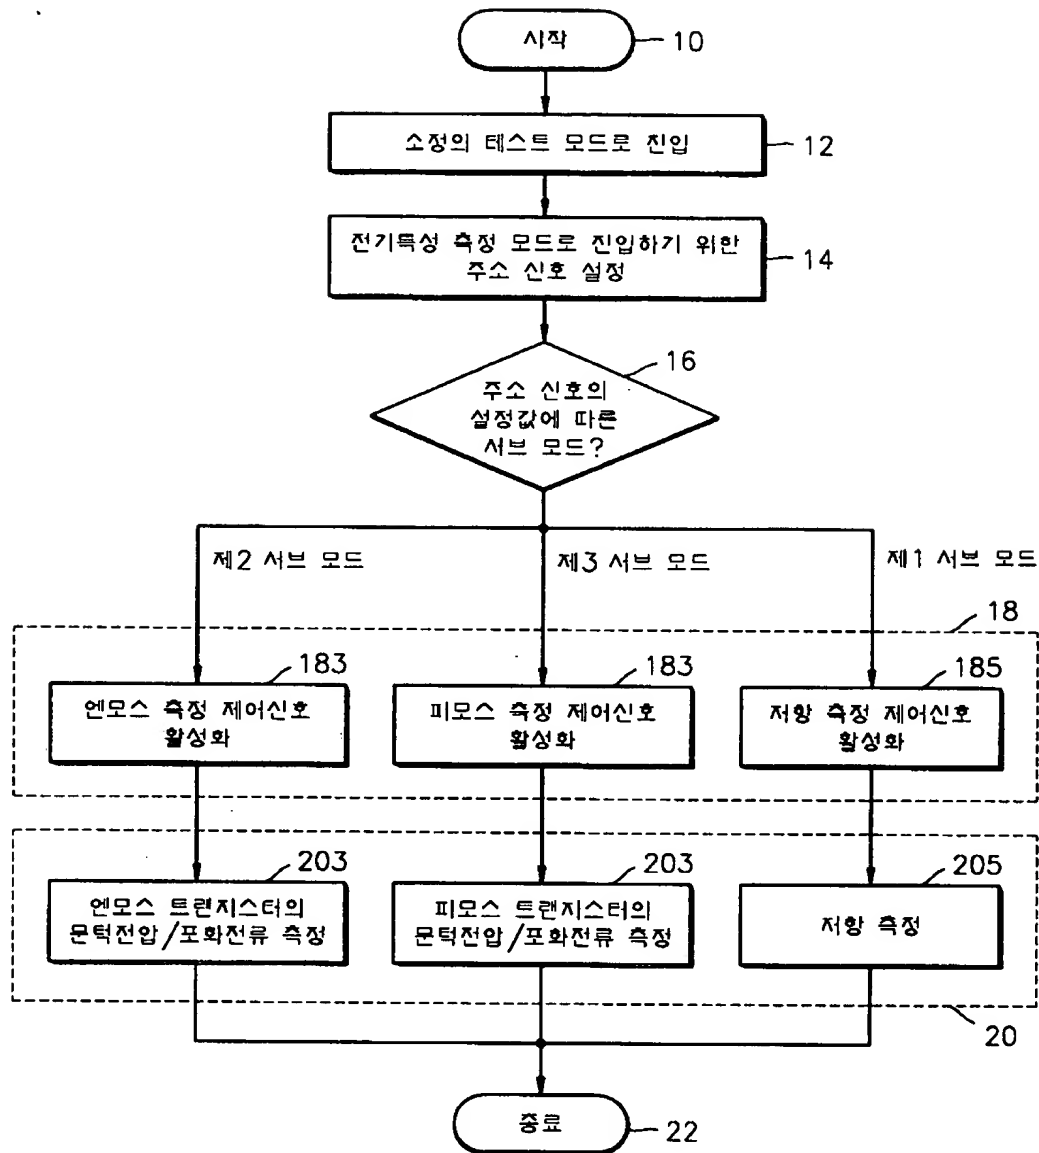 시작
10
소정의 테스트 모드로 진입
12
전기특성 측정 모드로 진입하기 위한
주소 신호 설정
14
16
주소 신호의
설정값에 따른
서브 모드?
제2 서브 모드
제3 서브 모드
제1 서브 모드
18
183
엔모스 측정 제어신호
활성화
183
피모스 측정 제어신호
활성화
185
저항 측정 제어신호
활성화
203
엔모스 트랜지스터의
문턱전압/포화전류 측정
203
피모스 트랜지스터의
문턱전압/포화전류 측정
205
저항 측정
20
종료
22